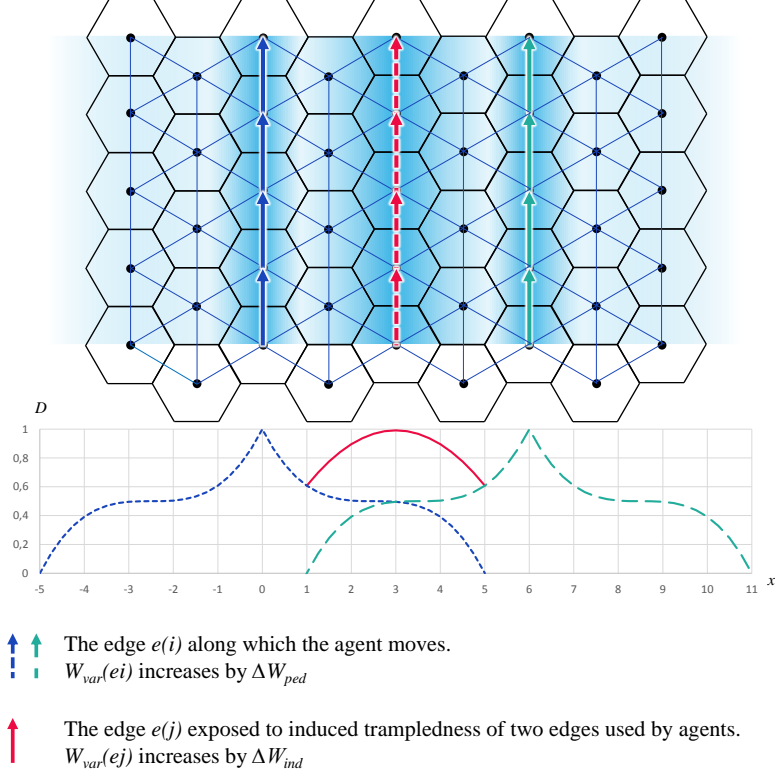 D
1
0,8
0,6
0,4
0,2
0
-5 -4 -3 -2 -1 0 1 2 3 4 5 6 7 8 9 10 11 x
The edge e(i) along which the agent moves.
W_var(ei) increases by ΔW_ped
The edge e(j) exposed to induced trampledness of two edges used by agents.
W_var(ej) increases by ΔW_ind